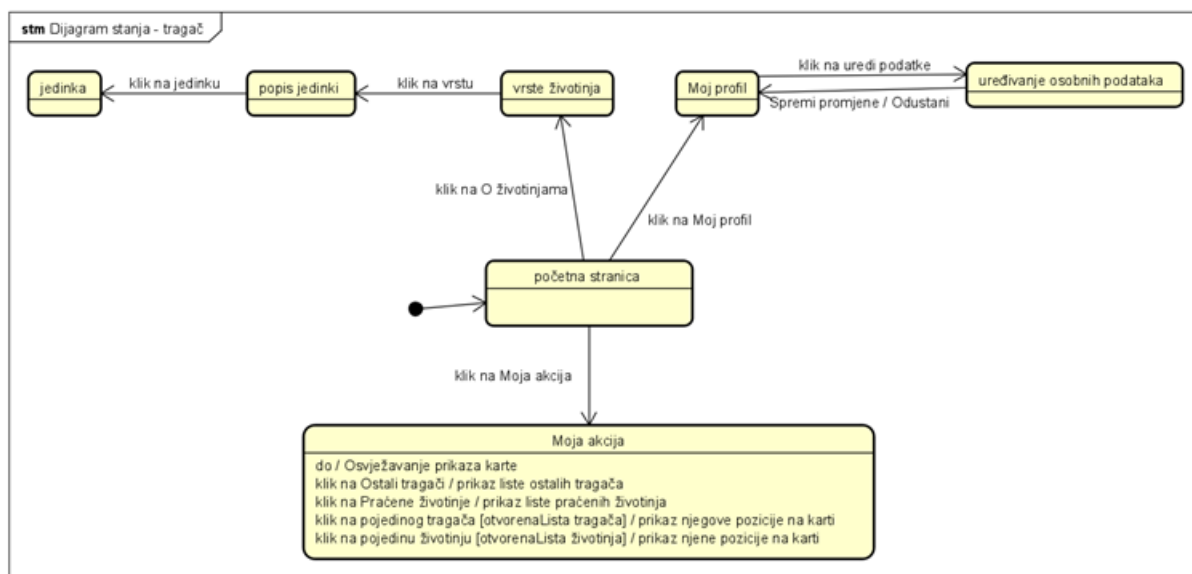 stm Dijagram stanja - tragač
jedinka
klik na jedinku
popis jedinki
klik na vrstu
vrste životinja
Moj profil
klik na uredi podatke
uređivanje osobnih podataka
Spremi promjene / Odustani
klik na O životinjama
klik na Moj profil
početna stranica
klik na Moja akcija
Moja akcija
do / Osvježavanje prikaza karte
klik na Ostali tragači / prikaz liste ostalih tragača
klik na Praćene životinje / prikaz liste praćenih životinja
klik na pojedinog tragača [otvorenaLista tragača] / prikaz njegove pozicije na karti
klik na pojedinu životinju [otvorenaLista životinja] / prikaz njene pozicije na karti